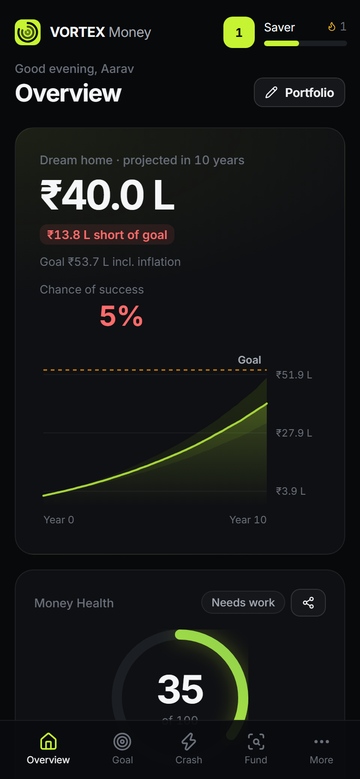 VORTEX Money
1
Saver
1
Good evening, Aarav
Overview
Portfolio
Dream home · projected in 10 years
₹40.0 L
₹13.8 L short of goal
Goal ₹53.7 L incl. inflation
Chance of success
5%
Goal
₹51.9 L
₹27.9 L
₹3.9 L
Year 0
Year 10
Money Health
Needs work
35
of 100
Overview
Goal
Crash
Fund
More